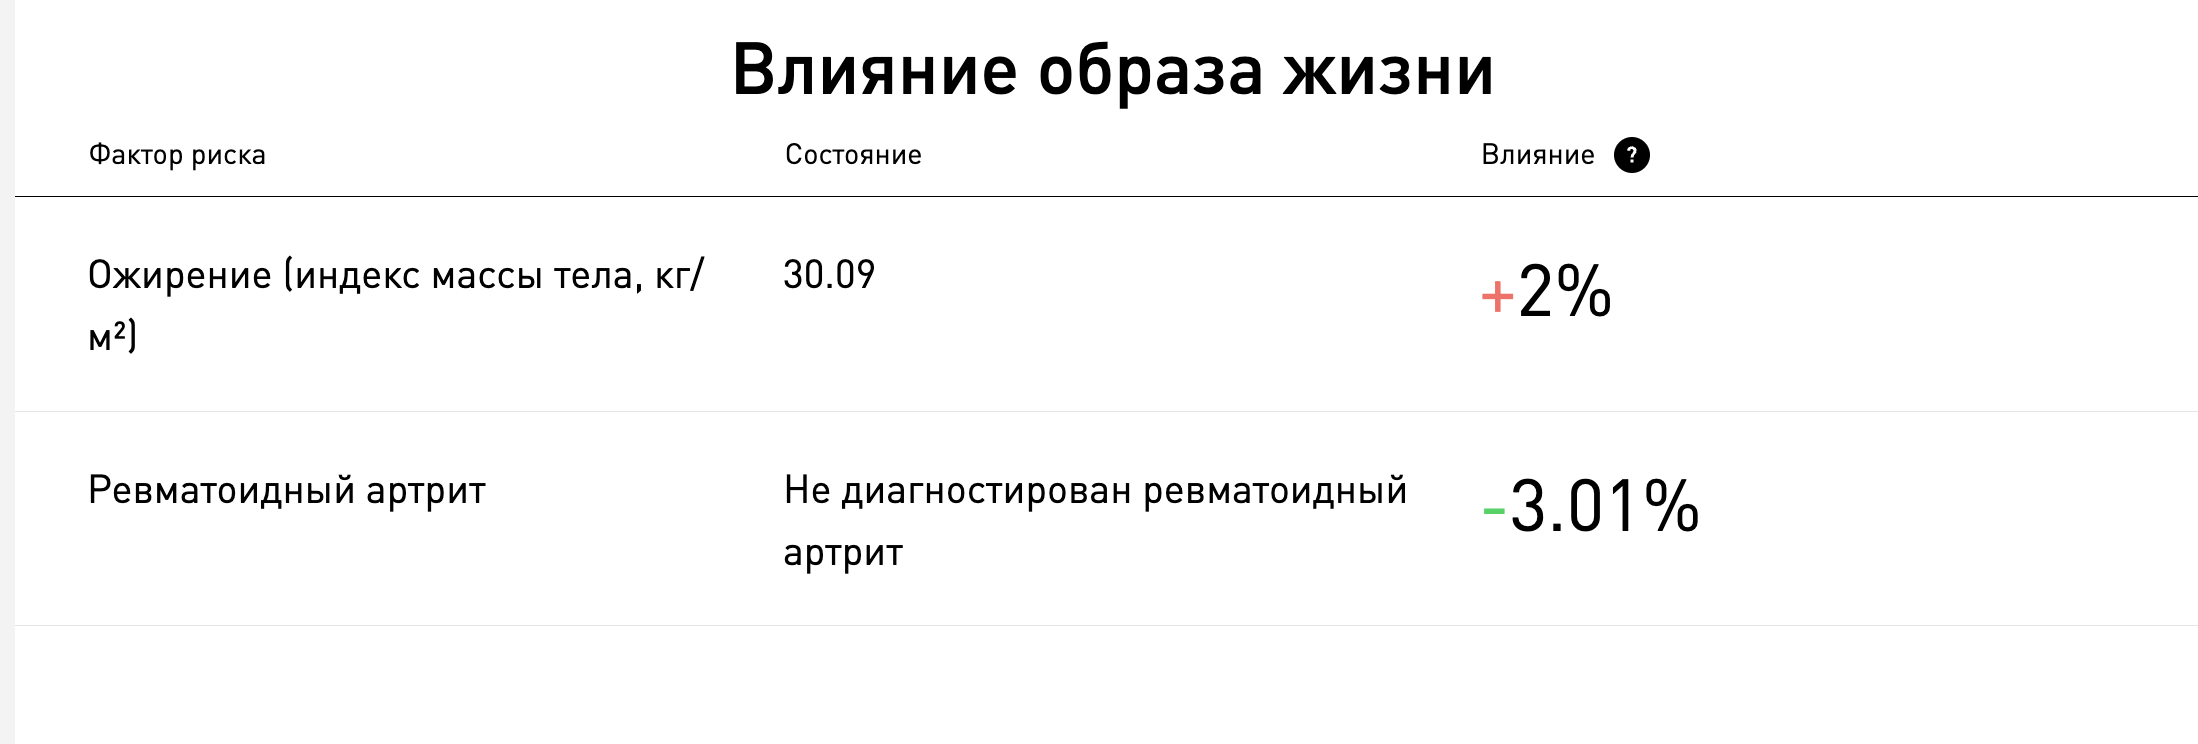 Влияние образа жизни
Фактор риска
Состояние
Влияние ?
Ожирение (индекс массы тела, кг/
м²)
30.09
+2%
Ревматоидный артрит
Не диагностирован ревматоидный
артрит
-3.01%